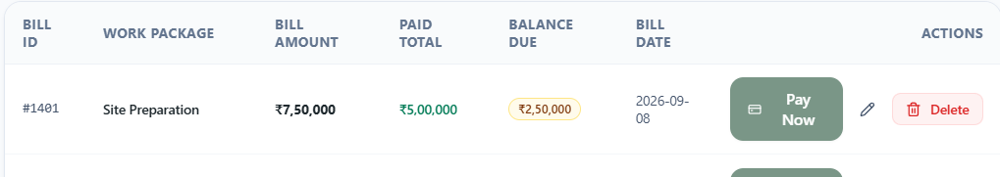 BILL ID
WORK PACKAGE
BILL AMOUNT
PAID TOTAL
BALANCE DUE
BILL DATE
ACTIONS
#1401
Site Preparation
₹7,50,000
₹5,00,000
₹2,50,000
2026-09-08
Pay Now
Delete